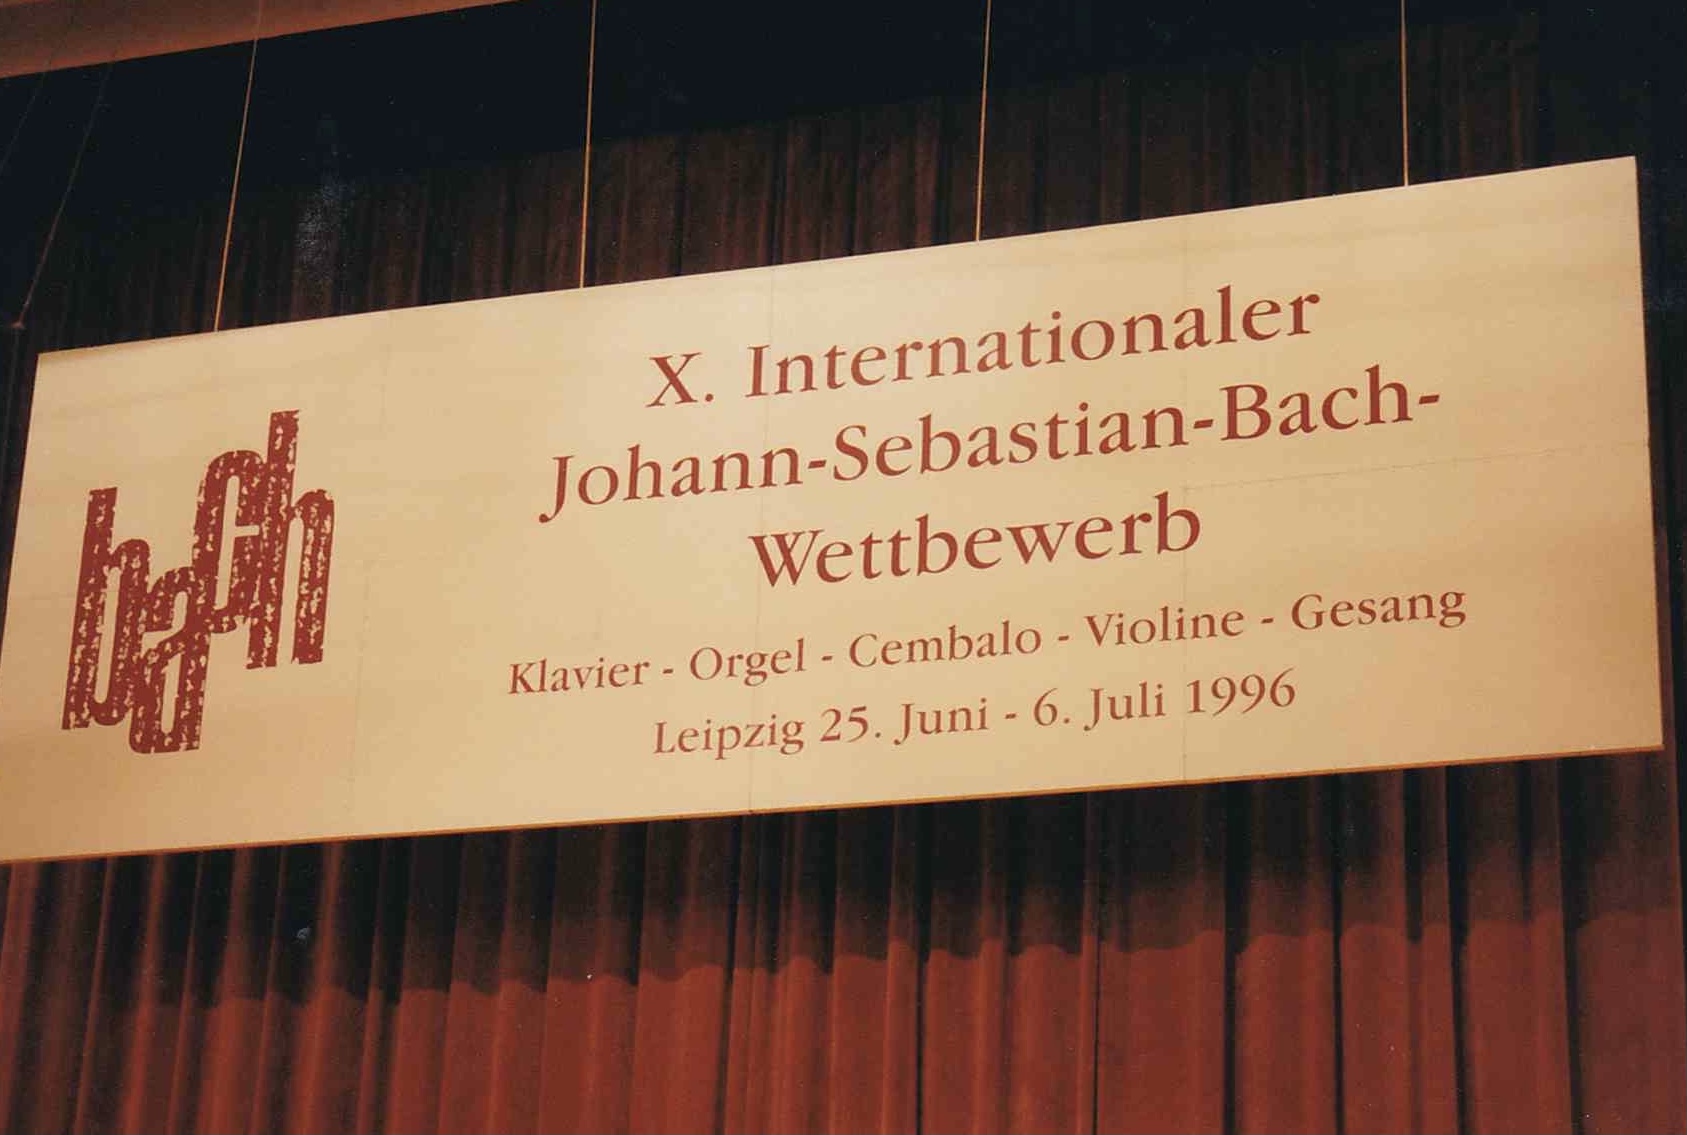 bach
X. Internationaler
Johann-Sebastian-Bach-
Wettbewerb
Klavier - Orgel - Cembalo - Violine - Gesang
Leipzig 25. Juni - 6. Juli 1996